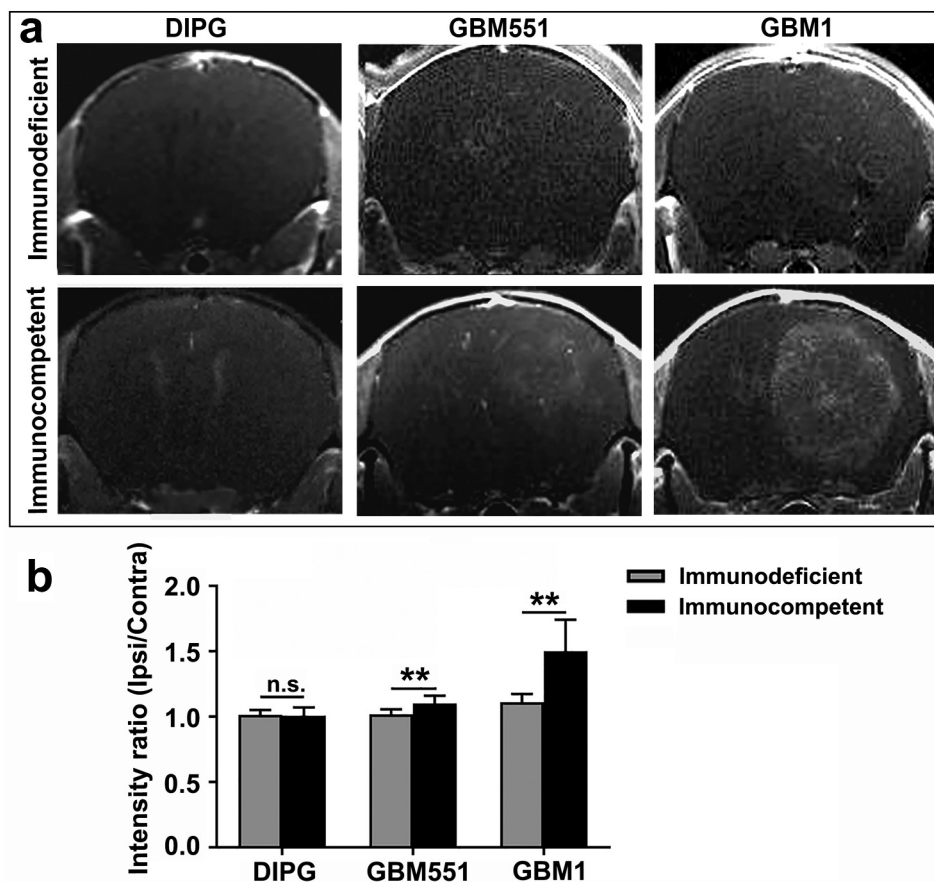 a
DIPG GBM551 GBM1
Immunodeficient
Immunocompetent
b
Intensity ratio (Ipsi/Contra)
2.0
1.5
1.0
0.5
0.0
n.s.
**
**
DIPG GBM551 GBM1
Immunodeficient
Immunocompetent